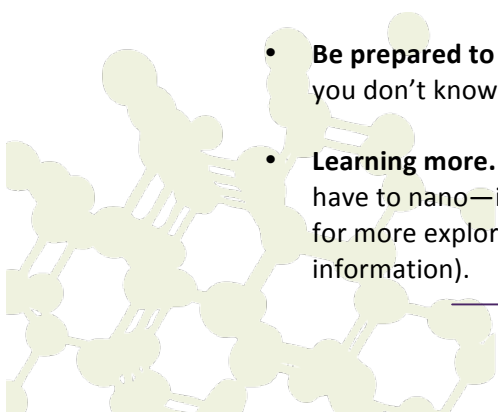 • Be prepared to
you don’t know
• Learning more.
have to nano—i
for more explor
information).